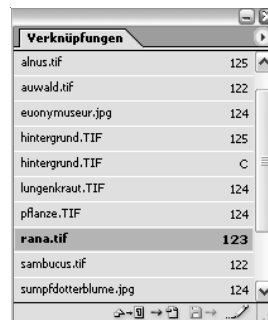 Verknüpfungen
alnus.tif 125
auwald.tif 122
euonymuseur.jpg 124
hintergrund.TIF 125
hintergrund.TIF C
lungenkraut.TIF 124
pflanze.TIF 124
rana.tif 123
sambucus.tif 122
sumpfdotterblume.jpg 124